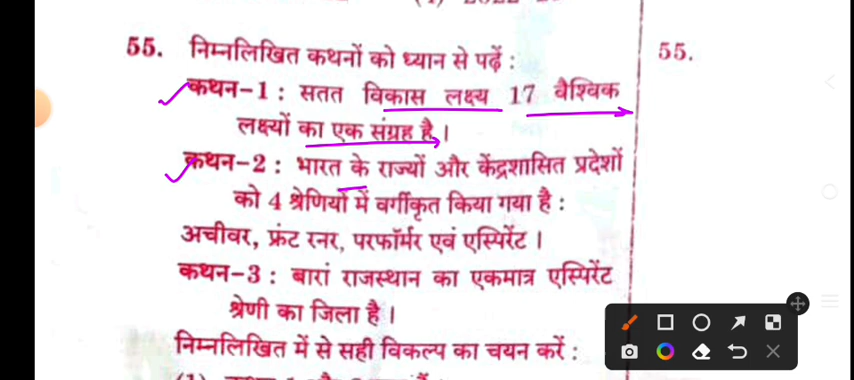 55. निम्नलिखित कथनों को ध्यान से पढ़ें : 55.
कथन-1 : सतत विकास लक्ष्य 17 वैश्विक
लक्ष्यों का एक संग्रह है।
कथन-2 : भारत के राज्यों और केंद्रशासित प्रदेशों
को 4 श्रेणियों में वर्गीकृत किया गया है :
अचीवर, फ्रंट रनर, परफॉर्मर एवं एस्पिरेंट ।
कथन-3 : बारां राजस्थान का एकमात्र एस्पिरेंट
श्रेणी का जिला है ।
निम्नलिखित में से सही विकल्प का चयन करें :